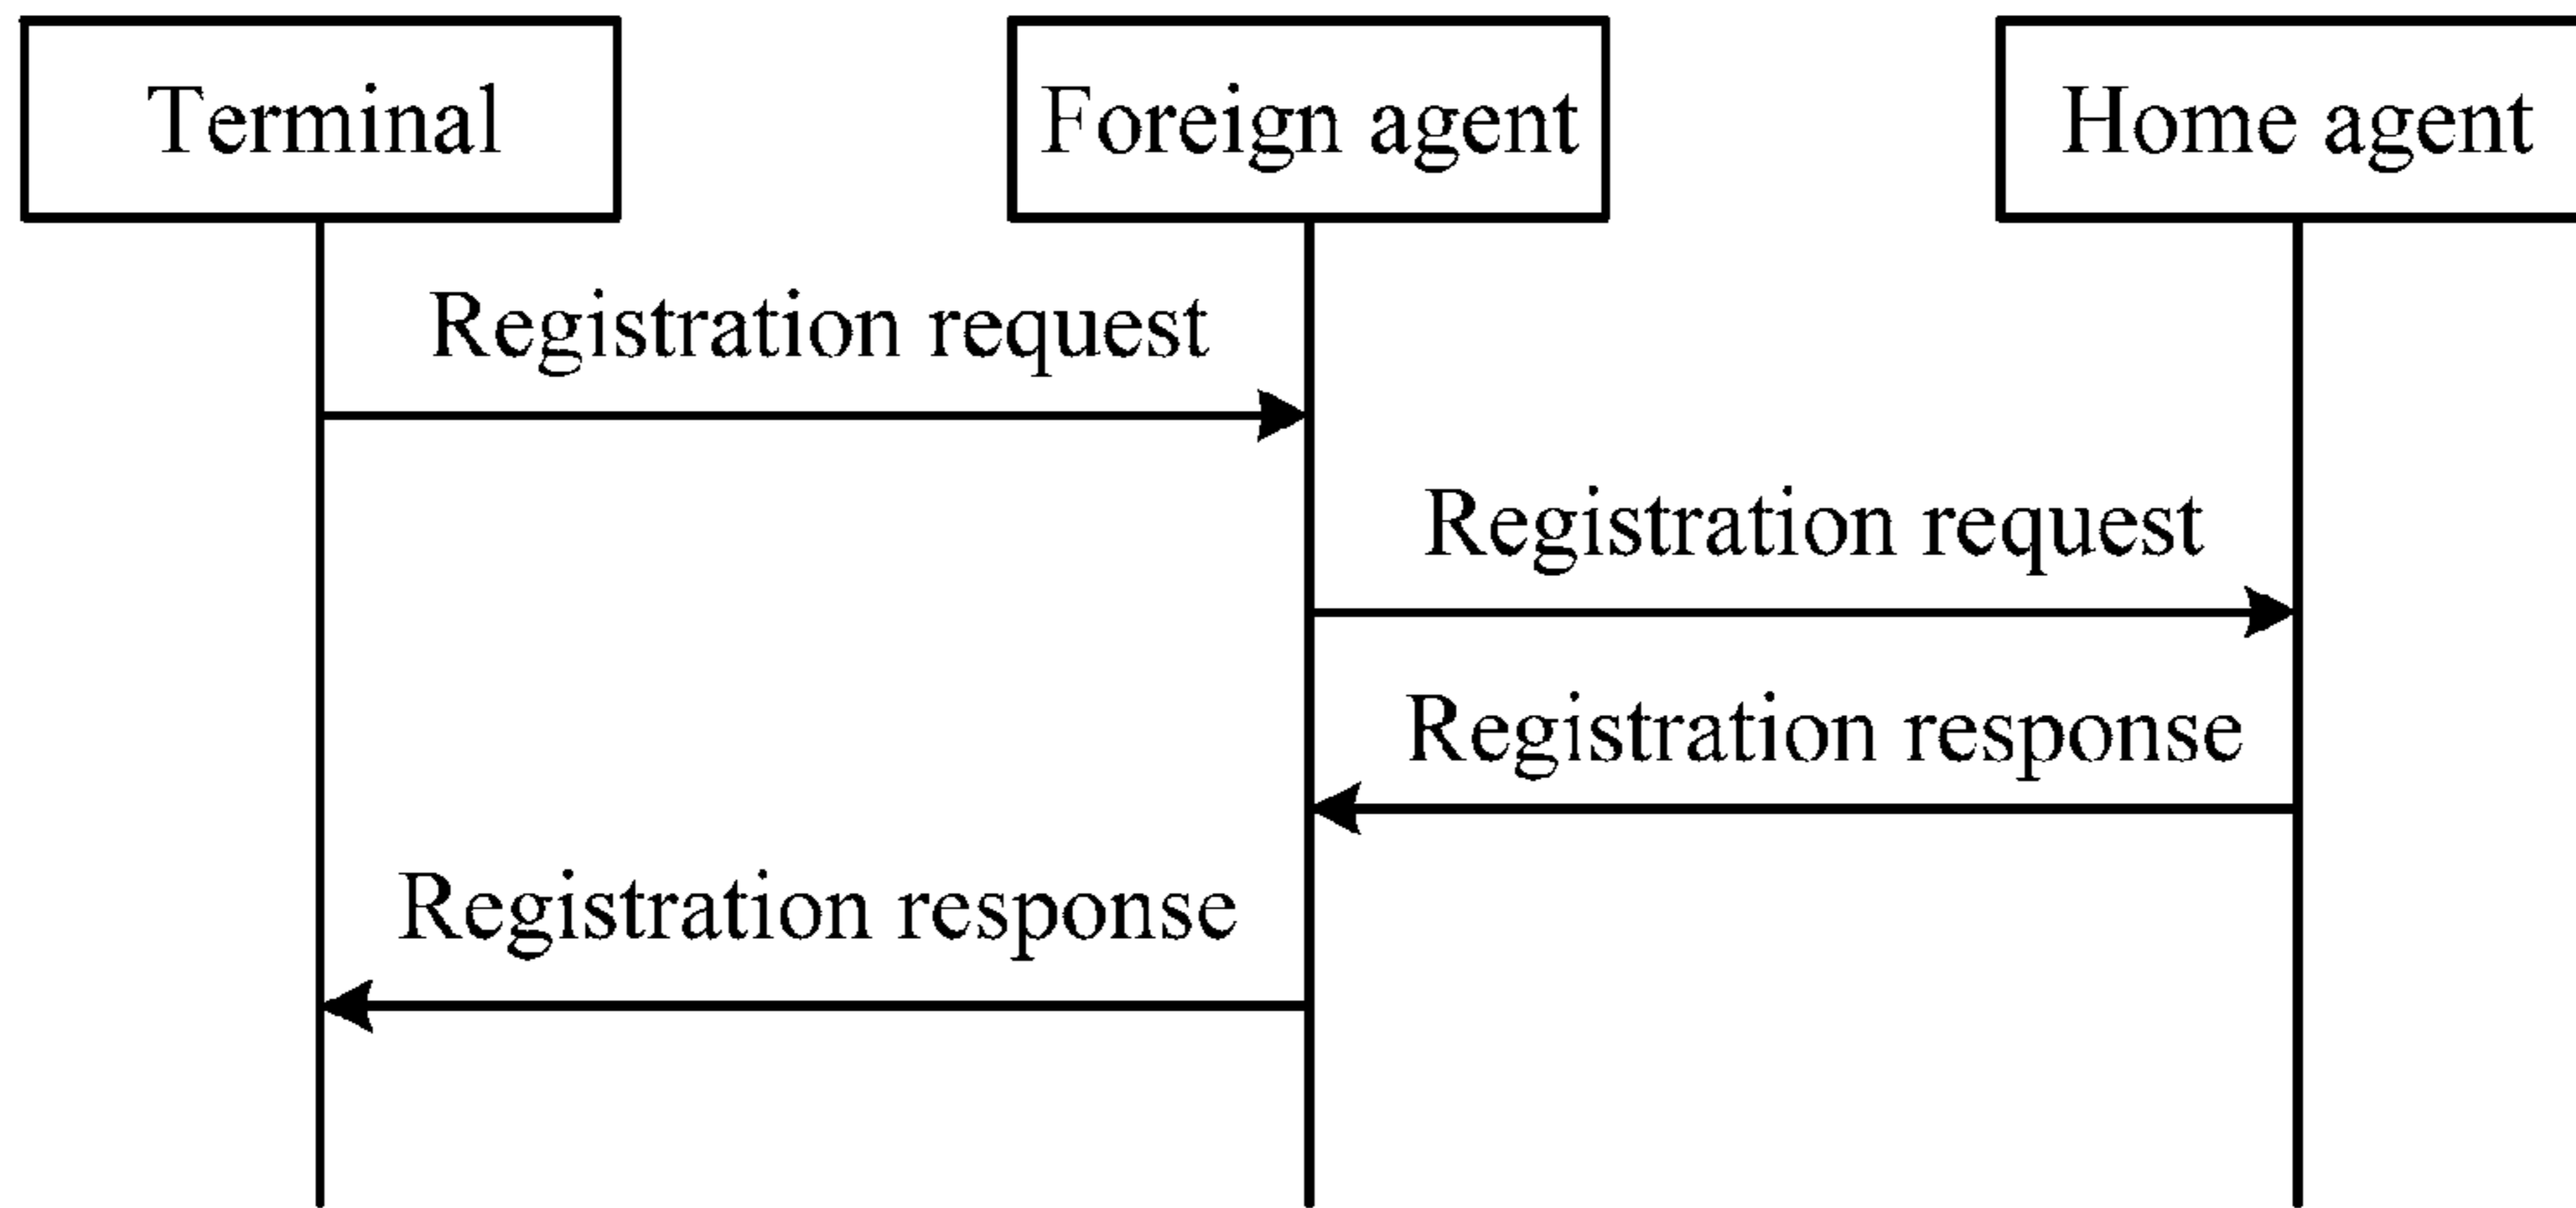 Terminal
Foreign agent
Home agent
Registration request
Registration request
Registration response
Registration response